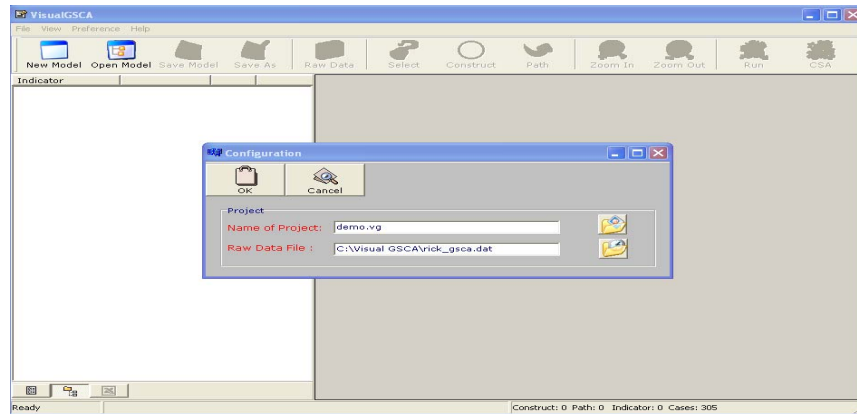 VisualGSCA
File View Preference Help
New Model Open Model Save Model Save As Raw Data Select Construct Path Zoom In Zoom Out Run CSA
Indicator
Configuration
OK Cancel
Project
Name of Project: demo.vg
Raw Data File : C:\Visual GSCA\rick_gsca.dat
Ready Construct: 0 Path: 0 Indicator: 0 Cases: 305